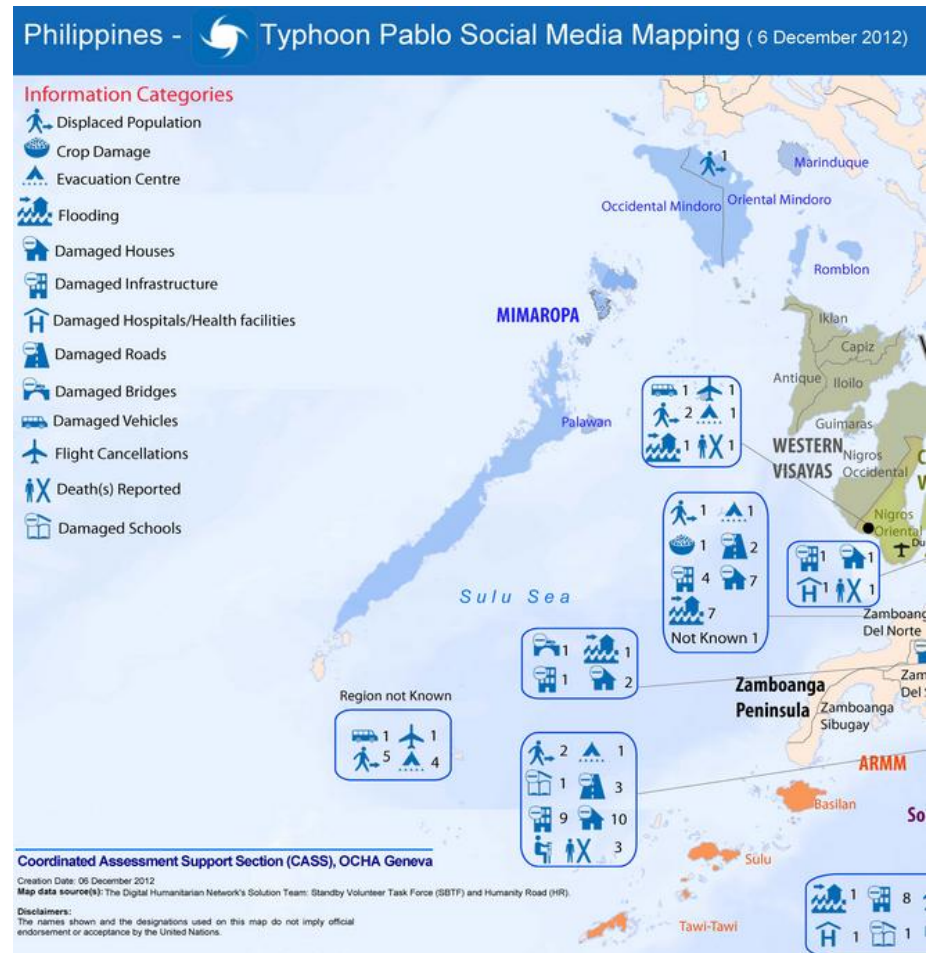 Philippines - Typhoon Pablo Social Media Mapping ( 6 December 2012)
Information Categories
Displaced Population
Crop Damage
Evacuation Centre
Flooding
Damaged Houses
Damaged Infrastructure
Damaged Hospitals/Health facilities
Damaged Roads
Damaged Bridges
Damaged Vehicles
Flight Cancellations
Death(s) Reported
Damaged Schools
1
Marinduque
Occidental Mindoro
Oriental Mindoro
Romblon
MIMAROPA
Palawan
Iklan
Capiz
Antique
Iloilo
Guimaras
WESTERN
VISAYAS
Nigros
Occidental
Nigros
Oriental
1 1
2 1
1 1
1 1
1 2
4 7
7
Not Known 1
1 1
H 1 1
Sulu Sea
1 1
1 2
Zamboanga
Peninsula
Del Norte
Zamboanga
Sibugay
Region not Known
1 1
5 4
2 1
1 3
9 10
3
ARMM
Basilan
Sulu
Tawi-Tawi
1 8
H 1 1
Coordinated Assessment Support Section (CASS), OCHA Geneva
Creation Date: 06 December 2012
Map data source(s): The Digital Humanitarian Network's Solution Team: Standby Volunteer Task Force (SBTF) and Humanity Road (HR).
Disclaimers:
The names shown and the designations used on this map do not imply official
endorsement or acceptance by the United Nations.